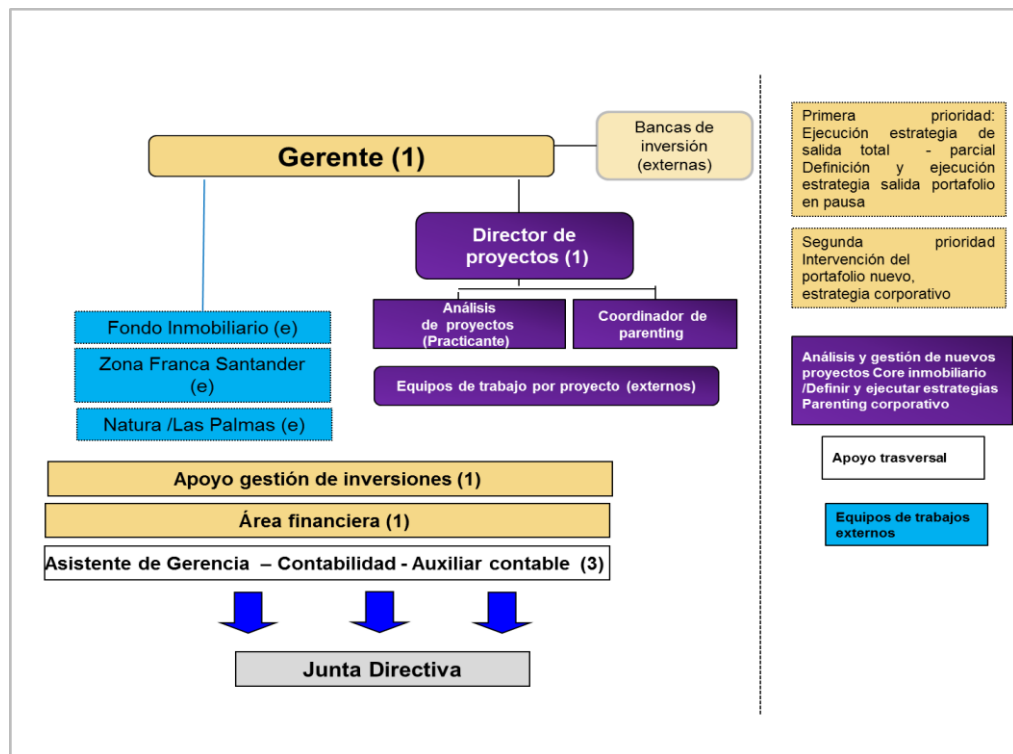 Gerente (1)
Bancas de
inversión
(externas)
Director de
proyectos (1)
Análisis
de proyectos
(Practicante)
Coordinador de
parenting
Equipos de trabajo por proyecto (externos)
Fondo Inmobiliario (e)
Zona Franca Santander
(e)
Natura /Las Palmas (e)
Apoyo gestión de inversiones (1)
Área financiera (1)
Asistente de Gerencia – Contabilidad - Auxiliar contable (3)
Junta Directiva
Primera prioridad:
Ejecución estrategia de
salida total - parcial
Definición y ejecución
estrategia salida portafolio
en pausa
Segunda prioridad
Intervención del
portafolio nuevo,
estrategia corporativo
Análisis y gestión de nuevos
proyectos Core inmobiliario
/Definir y ejecutar estrategias
Parenting corporativo
Apoyo trasversal
Equipos de trabajos
externos